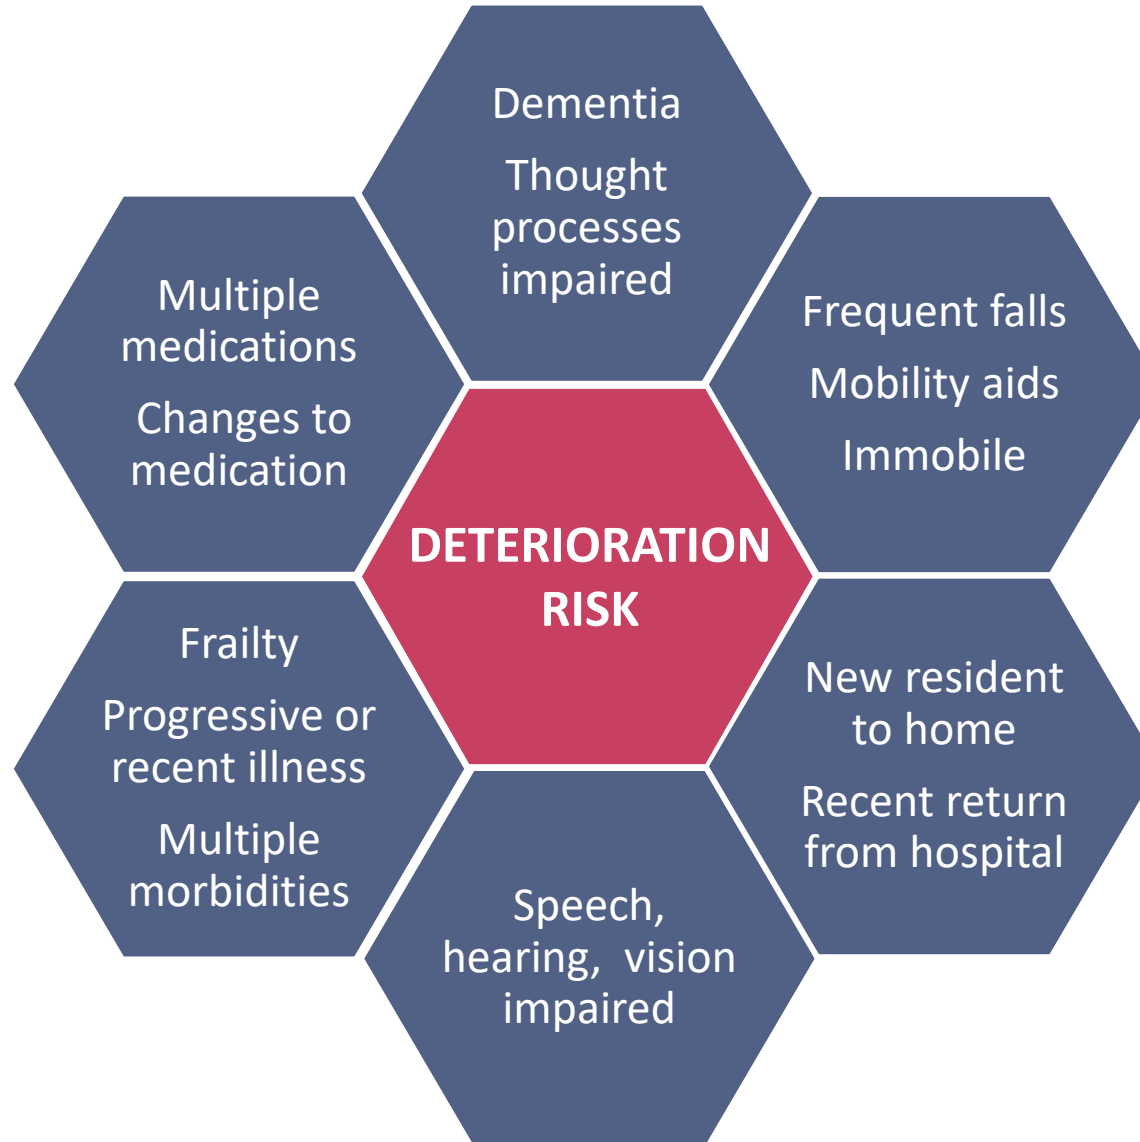 Dementia
Thought
processes
impaired
Frequent falls
Mobility aids
Immobile
New resident
to home
Recent return
from hospital
Speech,
hearing,  vision
impaired
Frailty
Progressive or
recent illness
Multiple
morbidities
Multiple
medications
Changes to
medication
DETERIORATION
RISK